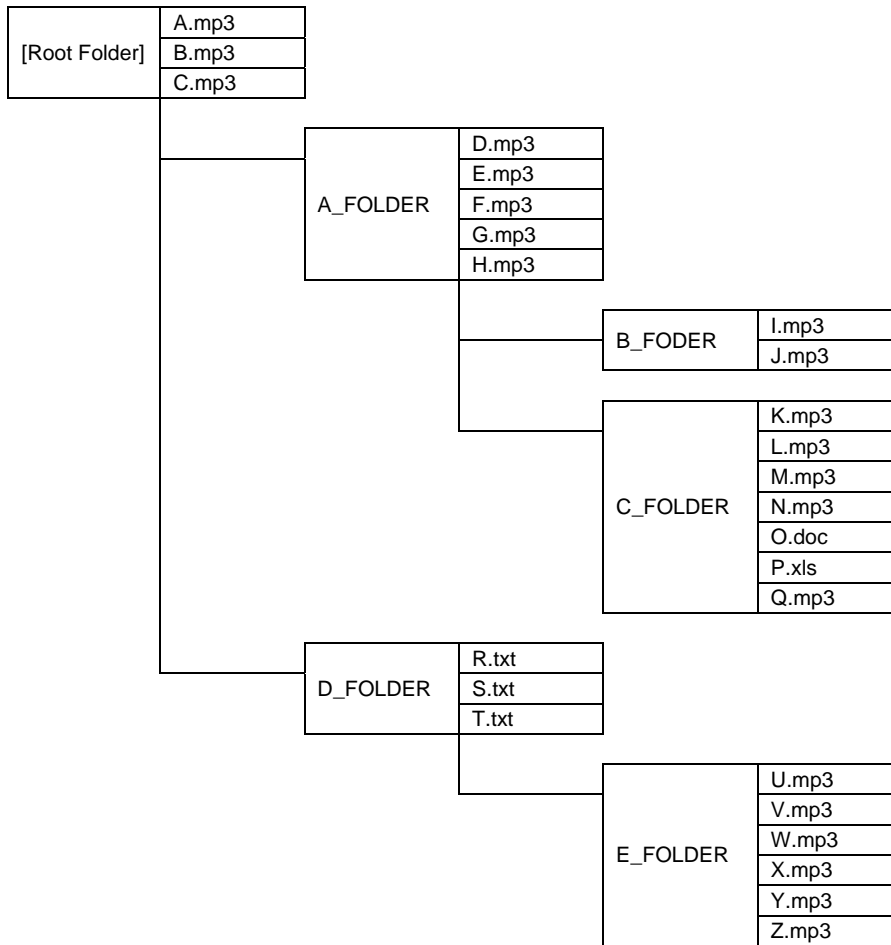 [Root Folder]
A.mp3
B.mp3
C.mp3
A_FOLDER
D.mp3
E.mp3
F.mp3
G.mp3
H.mp3
B_FODER
I.mp3
J.mp3
C_FOLDER
K.mp3
L.mp3
M.mp3
N.mp3
O.doc
P.xls
Q.mp3
D_FOLDER
R.txt
S.txt
T.txt
E_FOLDER
U.mp3
V.mp3
W.mp3
X.mp3
Y.mp3
Z.mp3